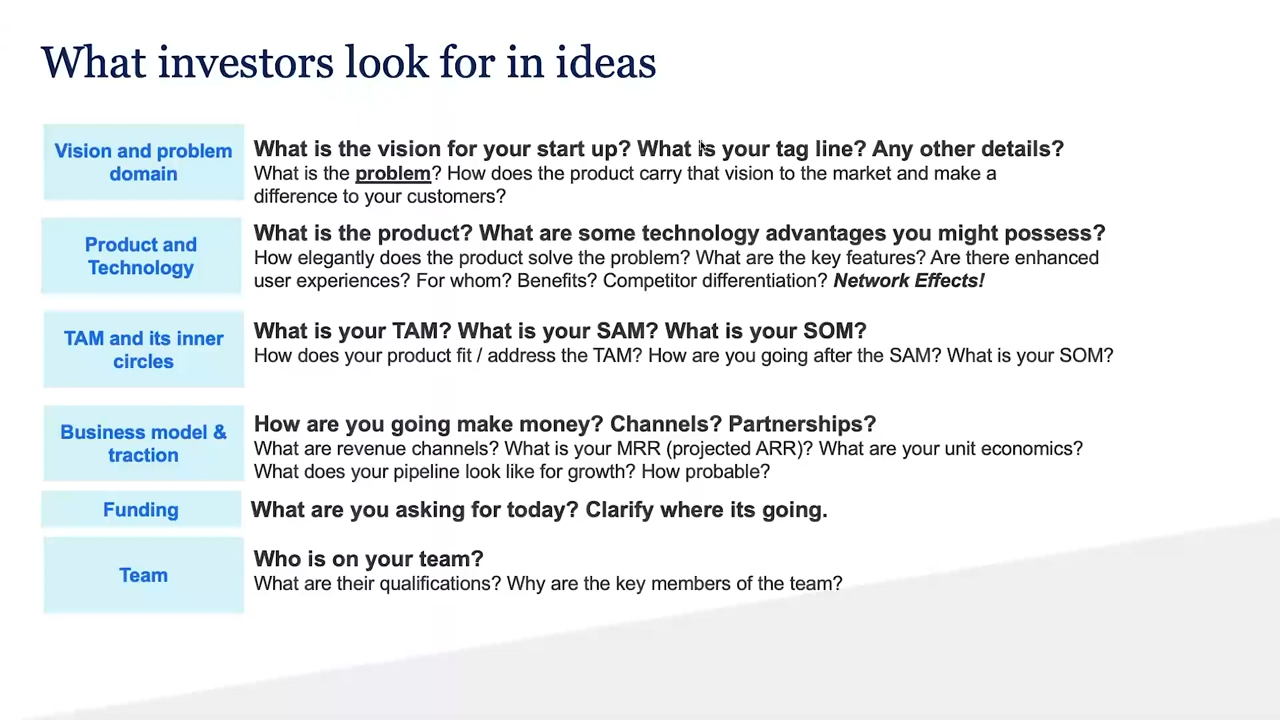 What investors look for in ideas
Vision and problem
domain
What is the vision for your start up? What is your tag line? Any other details?
What is the problem? How does the product carry that vision to the market and make a
difference to your customers?
Product and
Technology
What is the product? What are some technology advantages you might possess?
How elegantly does the product solve the problem? What are the key features? Are there enhanced
user experiences? For whom? Benefits? Competitor differentiation? Network Effects!
TAM and its inner
circles
What is your TAM? What is your SAM? What is your SOM?
How does your product fit / address the TAM? How are you going after the SAM? What is your SOM?
Business model &
traction
How are you going make money? Channels? Partnerships?
What are revenue channels? What is your MRR (projected ARR)? What are your unit economics?
What does your pipeline look like for growth? How probable?
Funding
What are you asking for today? Clarify where its going.
Team
Who is on your team?
What are their qualifications? Why are the key members of the team?